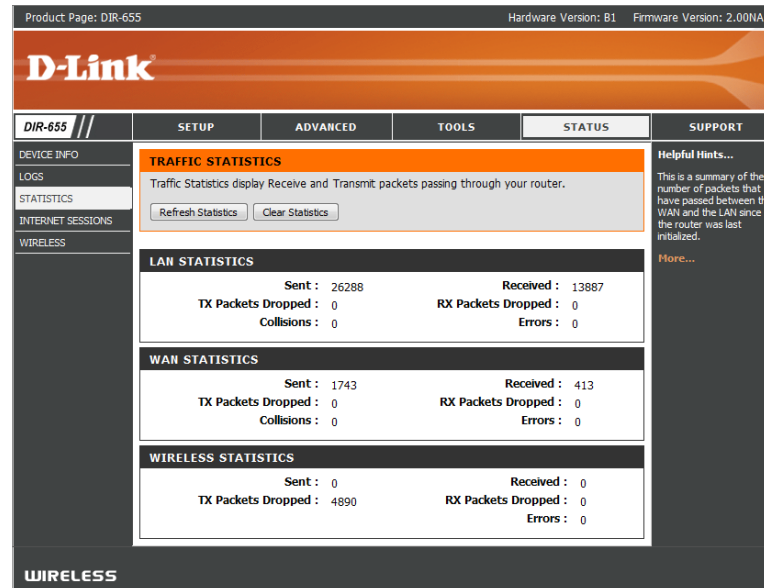 Product Page: DIR-655 Hardware Version: B1 Firmware Version: 2.00NA
D-Link
DIR-655 // SETUP ADVANCED TOOLS STATUS SUPPORT
DEVICE INFO
LOGS
STATISTICS
INTERNET SESSIONS
WIRELESS
TRAFFIC STATISTICS
Traffic Statistics display Receive and Transmit packets passing through your router.
Refresh Statistics Clear Statistics
LAN STATISTICS
Sent : 26288 Received : 13887
TX Packets Dropped : 0 RX Packets Dropped : 0
Collisions : 0 Errors : 0
WAN STATISTICS
Sent : 1743 Received : 413
TX Packets Dropped : 0 RX Packets Dropped : 0
Collisions : 0 Errors : 0
WIRELESS STATISTICS
Sent : 0 Received : 0
TX Packets Dropped : 4890 RX Packets Dropped : 0
Errors : 0
Helpful Hints...
This is a summary of the
number of packets that
have passed between th
WAN and the LAN since
the router was last
initialized.
More...
WIRELESS